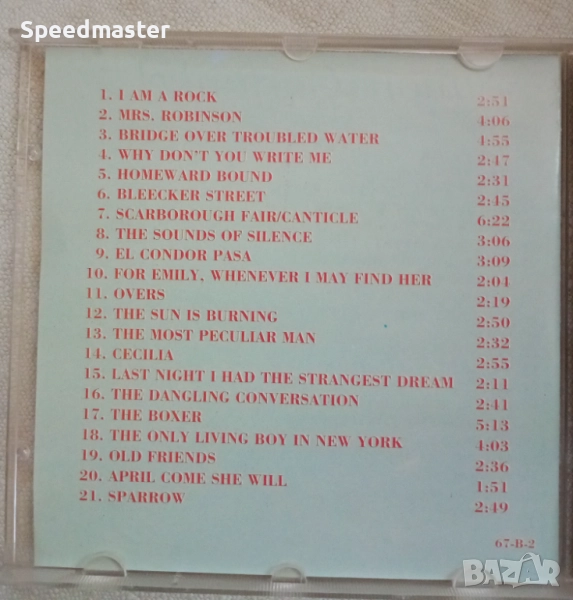 Speedmaster
1. I AM A ROCK 2:51
2. MRS. ROBINSON 4:06
3. BRIDGE OVER TROUBLED WATER 4:55
4. WHY DON'T YOU WRITE ME 2:47
5. HOMEWARD BOUND 2:31
6. BLEECKER STREET 2:45
7. SCARBOROUGH FAIR/CANTICLE 6:22
8. THE SOUNDS OF SILENCE 3:06
9. EL CONDOR PASA 3:09
10. FOR EMILY, WHENEVER I MAY FIND HER 2:04
11. OVERS 2:19
12. THE SUN IS BURNING 2:50
13. THE MOST PECULIAR MAN 2:32
14. CECILIA 2:55
15. LAST NIGHT I HAD THE STRANGEST DREAM 2:11
16. THE DANGLING CONVERSATION 2:41
17. THE BOXER 5:13
18. THE ONLY LIVING BOY IN NEW YORK 4:03
19. OLD FRIENDS 2:36
20. APRIL COME SHE WILL 1:51
21. SPARROW 2:49
67-B-2
BAZAR
bg